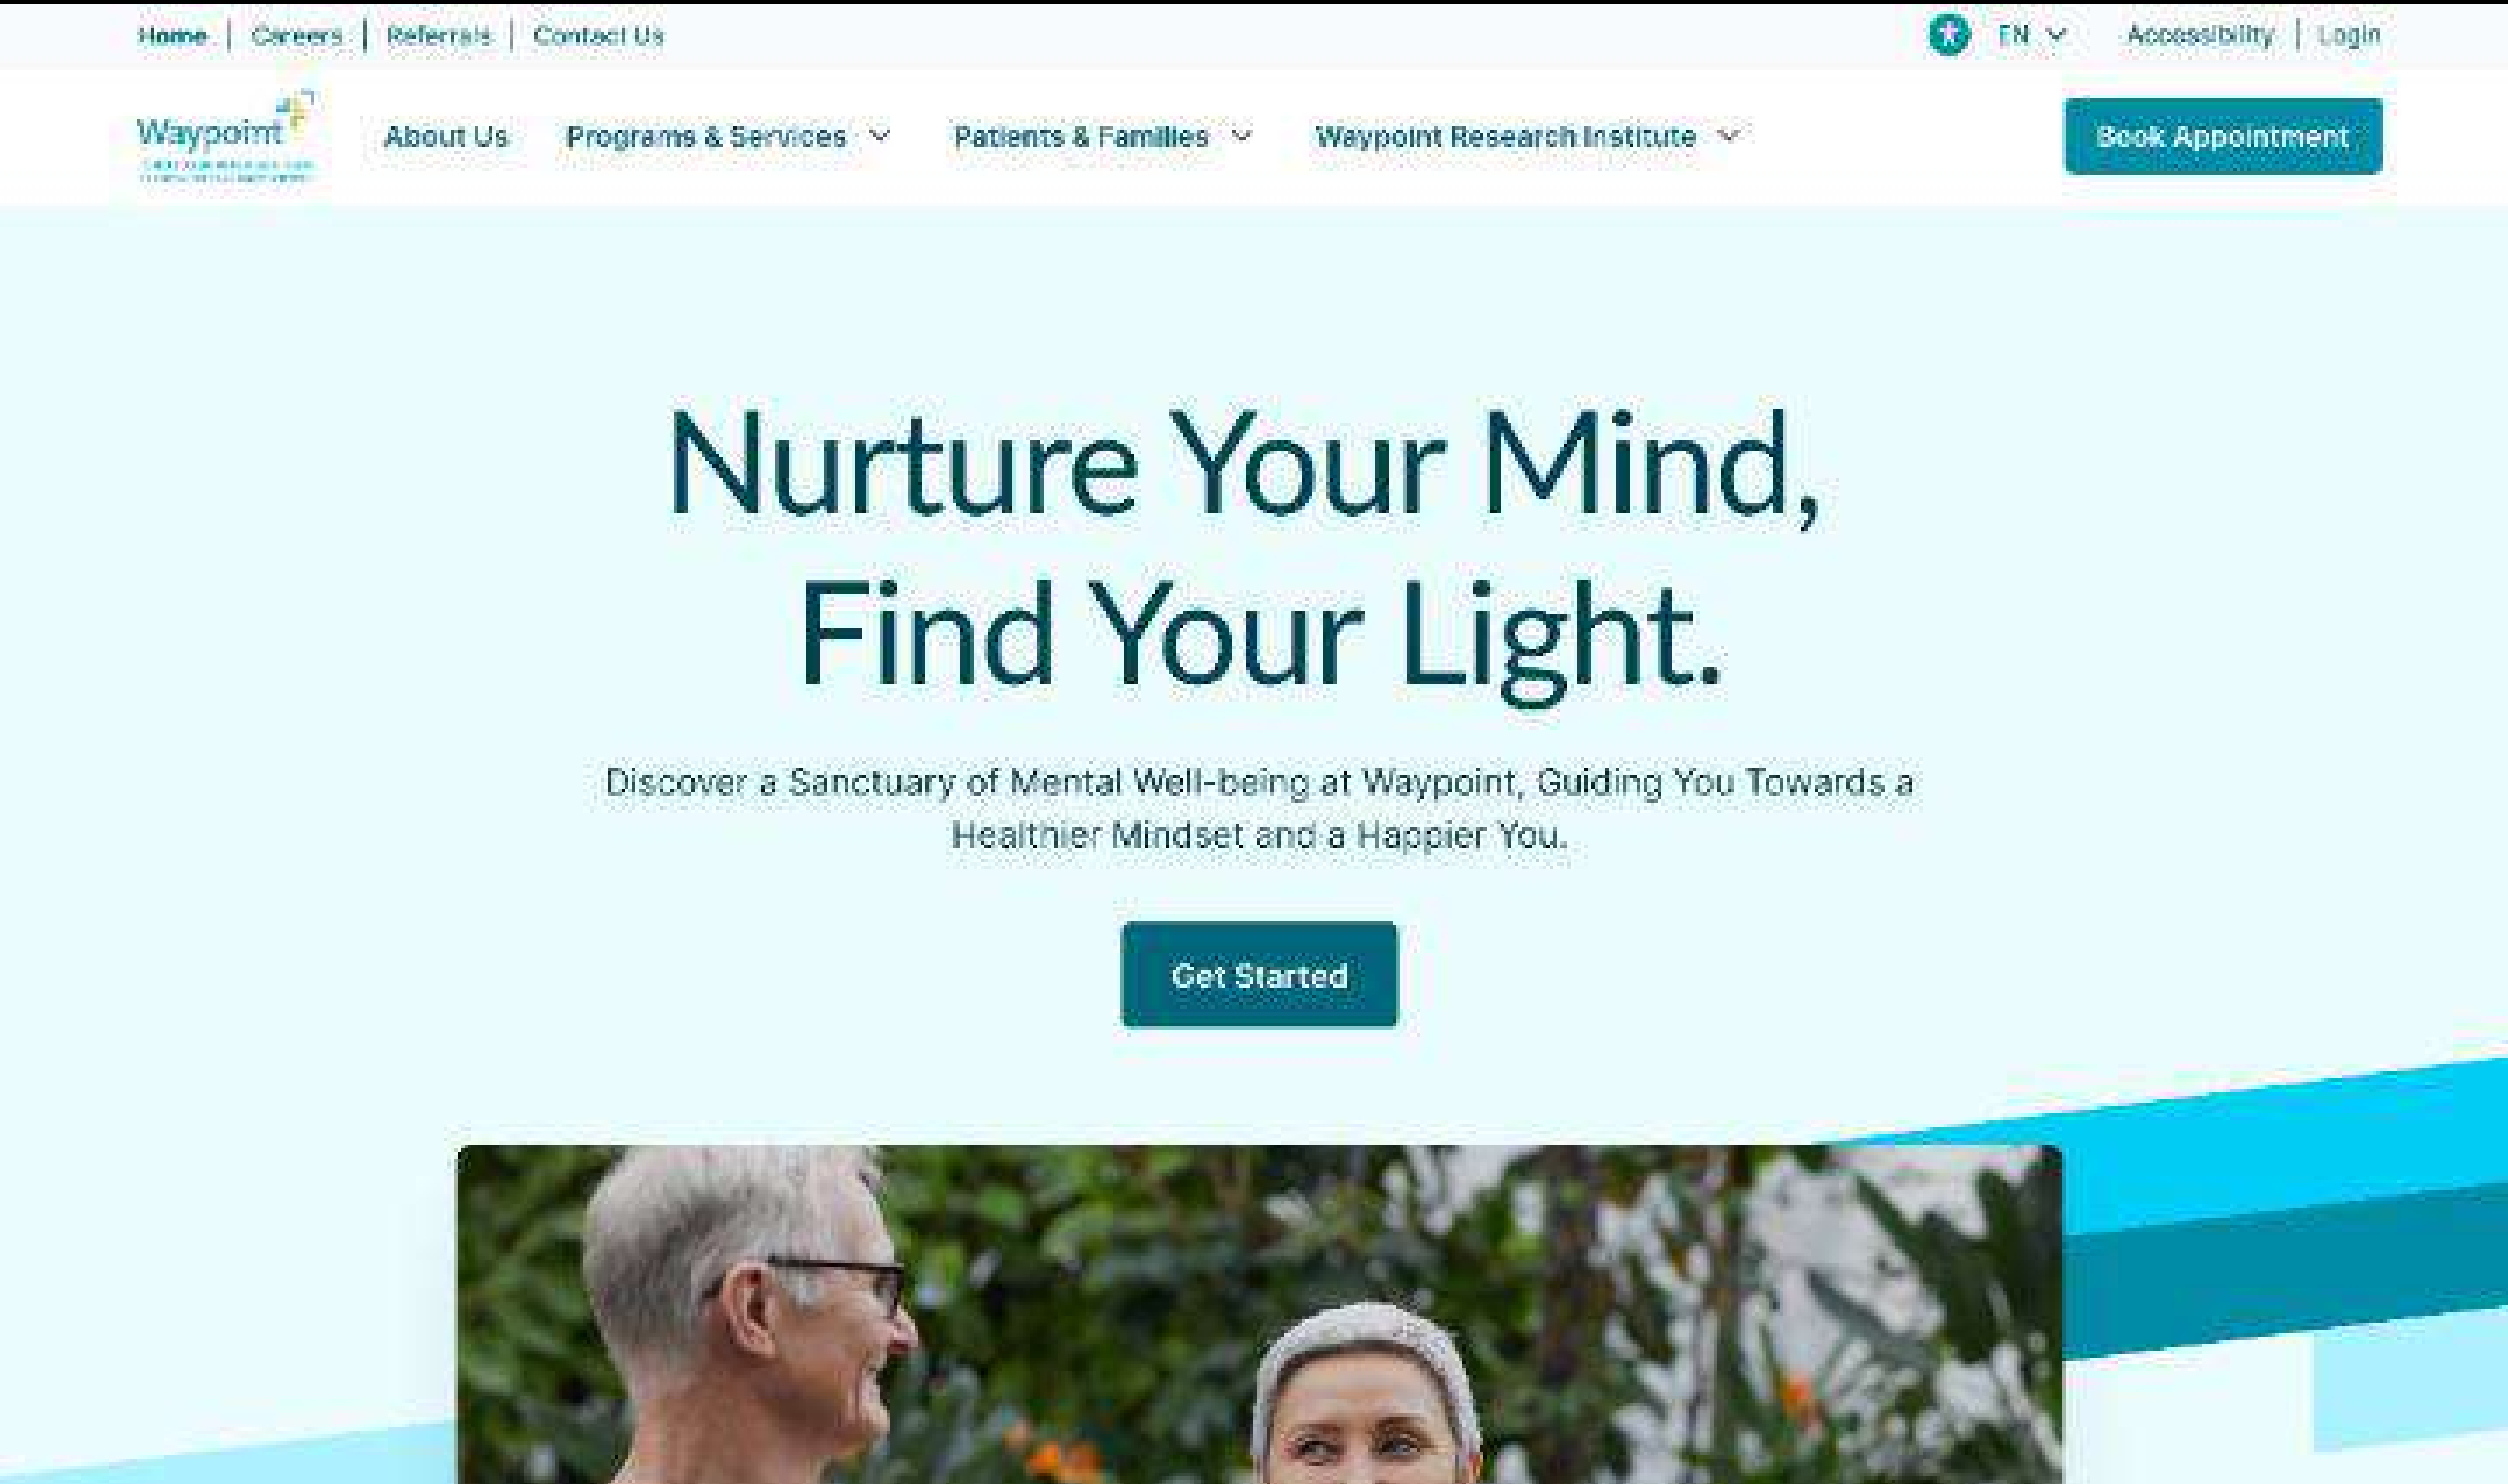 Home | Careers | Referrals | Contact Us
EN
Accessibility | Login
Waypoint
About Us
Programs & Services
Patients & Families
Waypoint Research Institute
Book Appointment
Nurture Your Mind,
Find Your Light.
Discover a Sanctuary of Mental Well-being at Waypoint, Guiding You Towards a
Healthier Mindset and a Happier You.
Get Started